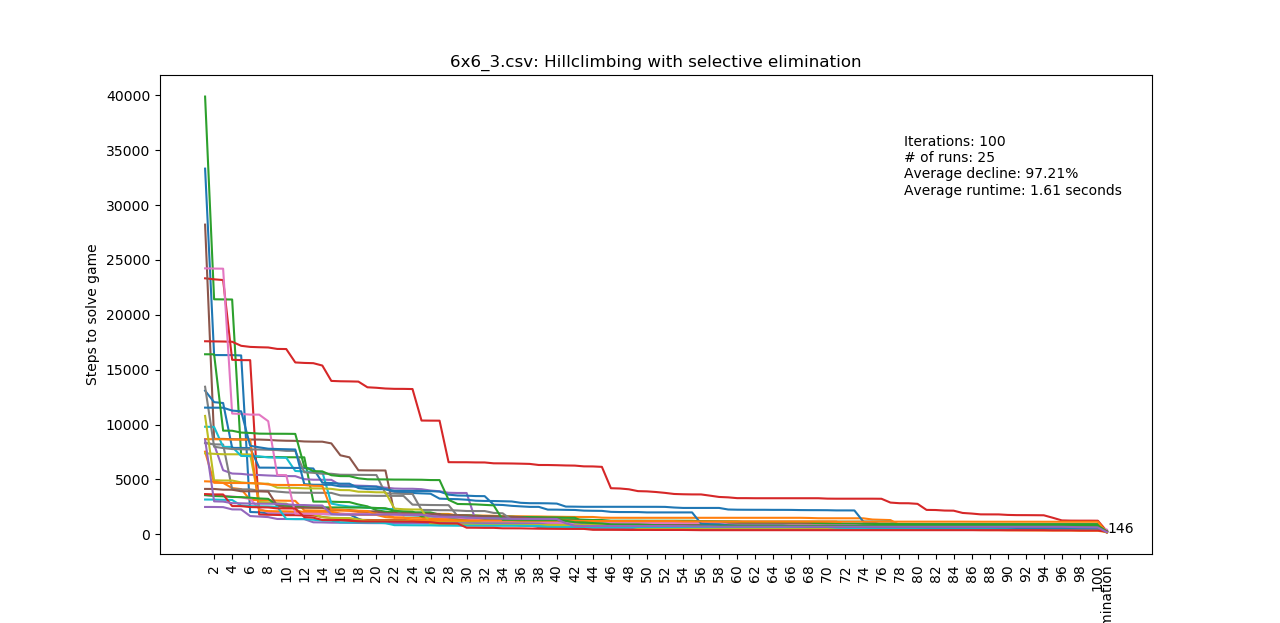 6x6_3.csv: Hillclimbing with selective elimination
40000
35000
30000
25000
20000
15000
10000
5000
0
Steps to solve game
Iterations: 100
# of runs: 25
Average decline: 97.21%
Average runtime: 1.61 seconds
146
2 4 6 8 10 12 14 16 18 20 22 24 26 28 30 32 34 36 38 40 42 44 46 48 50 52 54 56 58 60 62 64 66 68 70 72 74 76 78 80 82 84 86 88 90 92 94 96 98 100